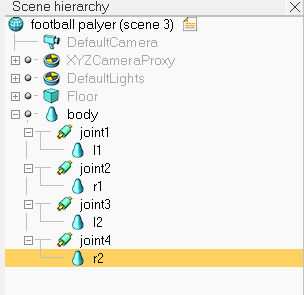 Scene hierarchy
football palyer (scene 3)
DefaultCamera
XYZCameraProxy
DefaultLights
Floor
body
joint1
l1
joint2
r1
joint3
l2
joint4
r2